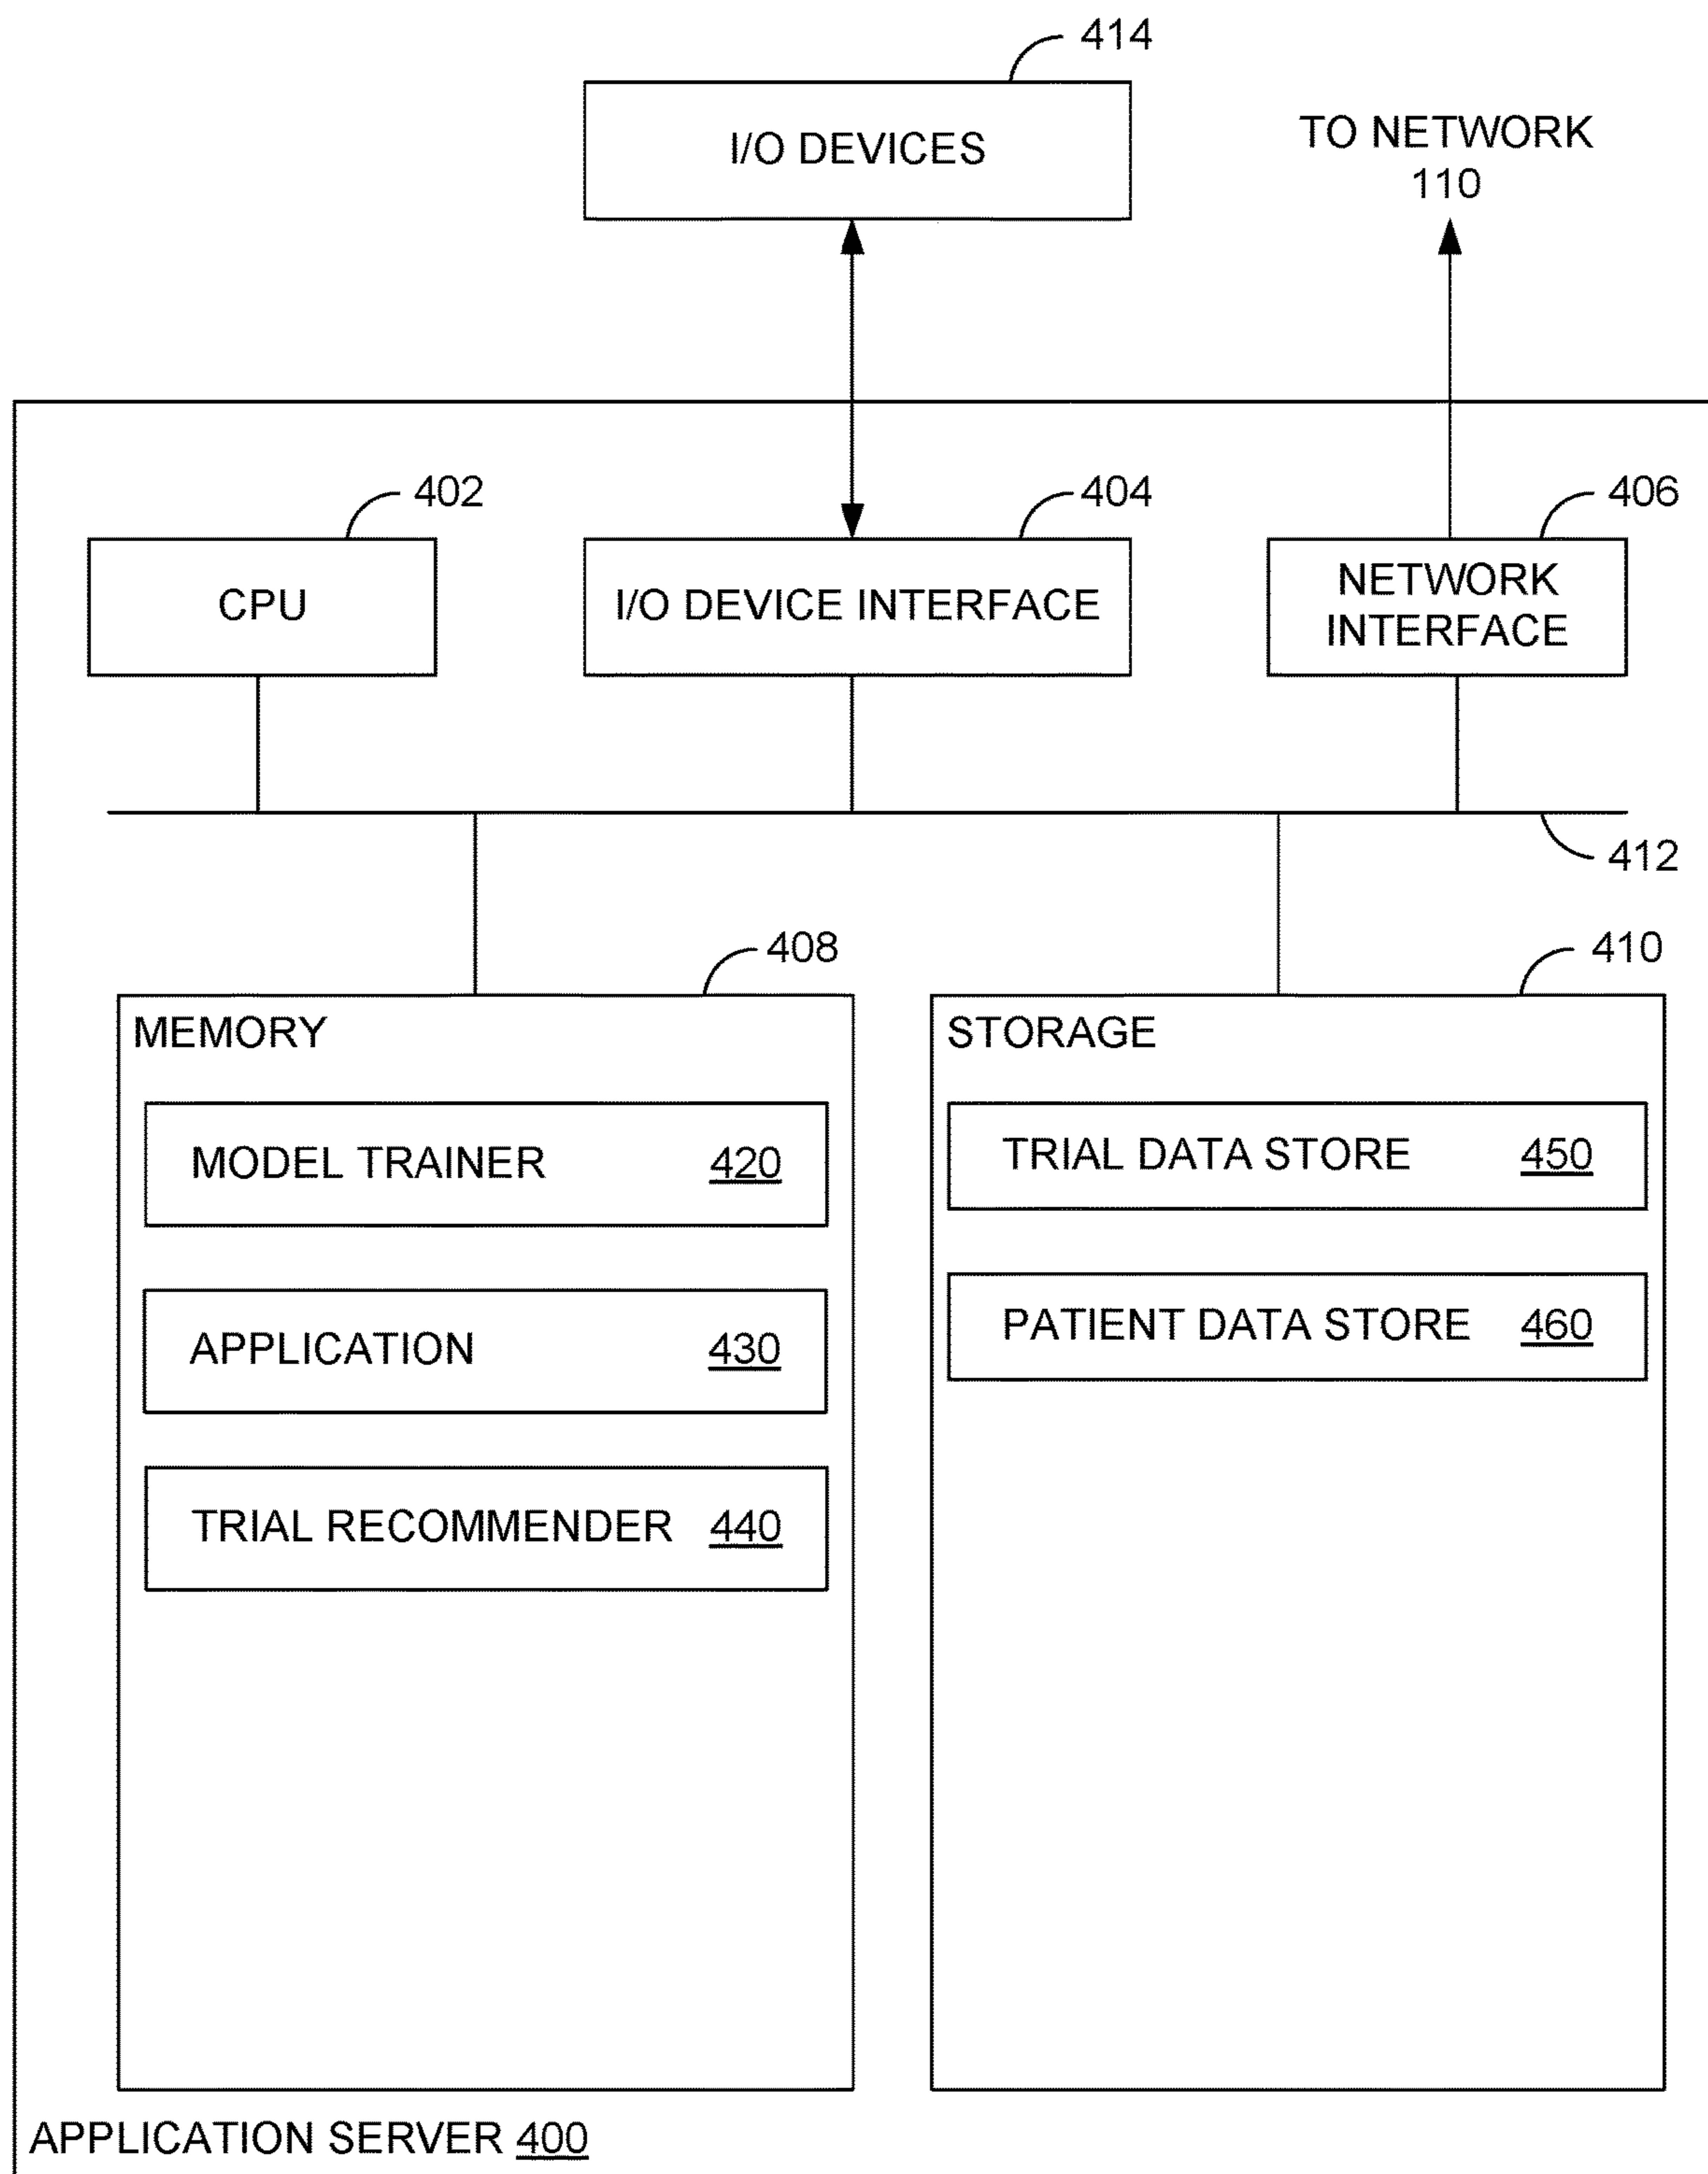 414
I/O DEVICES
TO NETWORK
110
402
404
406
CPU
I/O DEVICE INTERFACE
NETWORK
INTERFACE
412
408
410
MEMORY
STORAGE
MODEL TRAINER 420
TRIAL DATA STORE 450
APPLICATION 430
PATIENT DATA STORE 460
TRIAL RECOMMENDER 440
APPLICATION SERVER 400